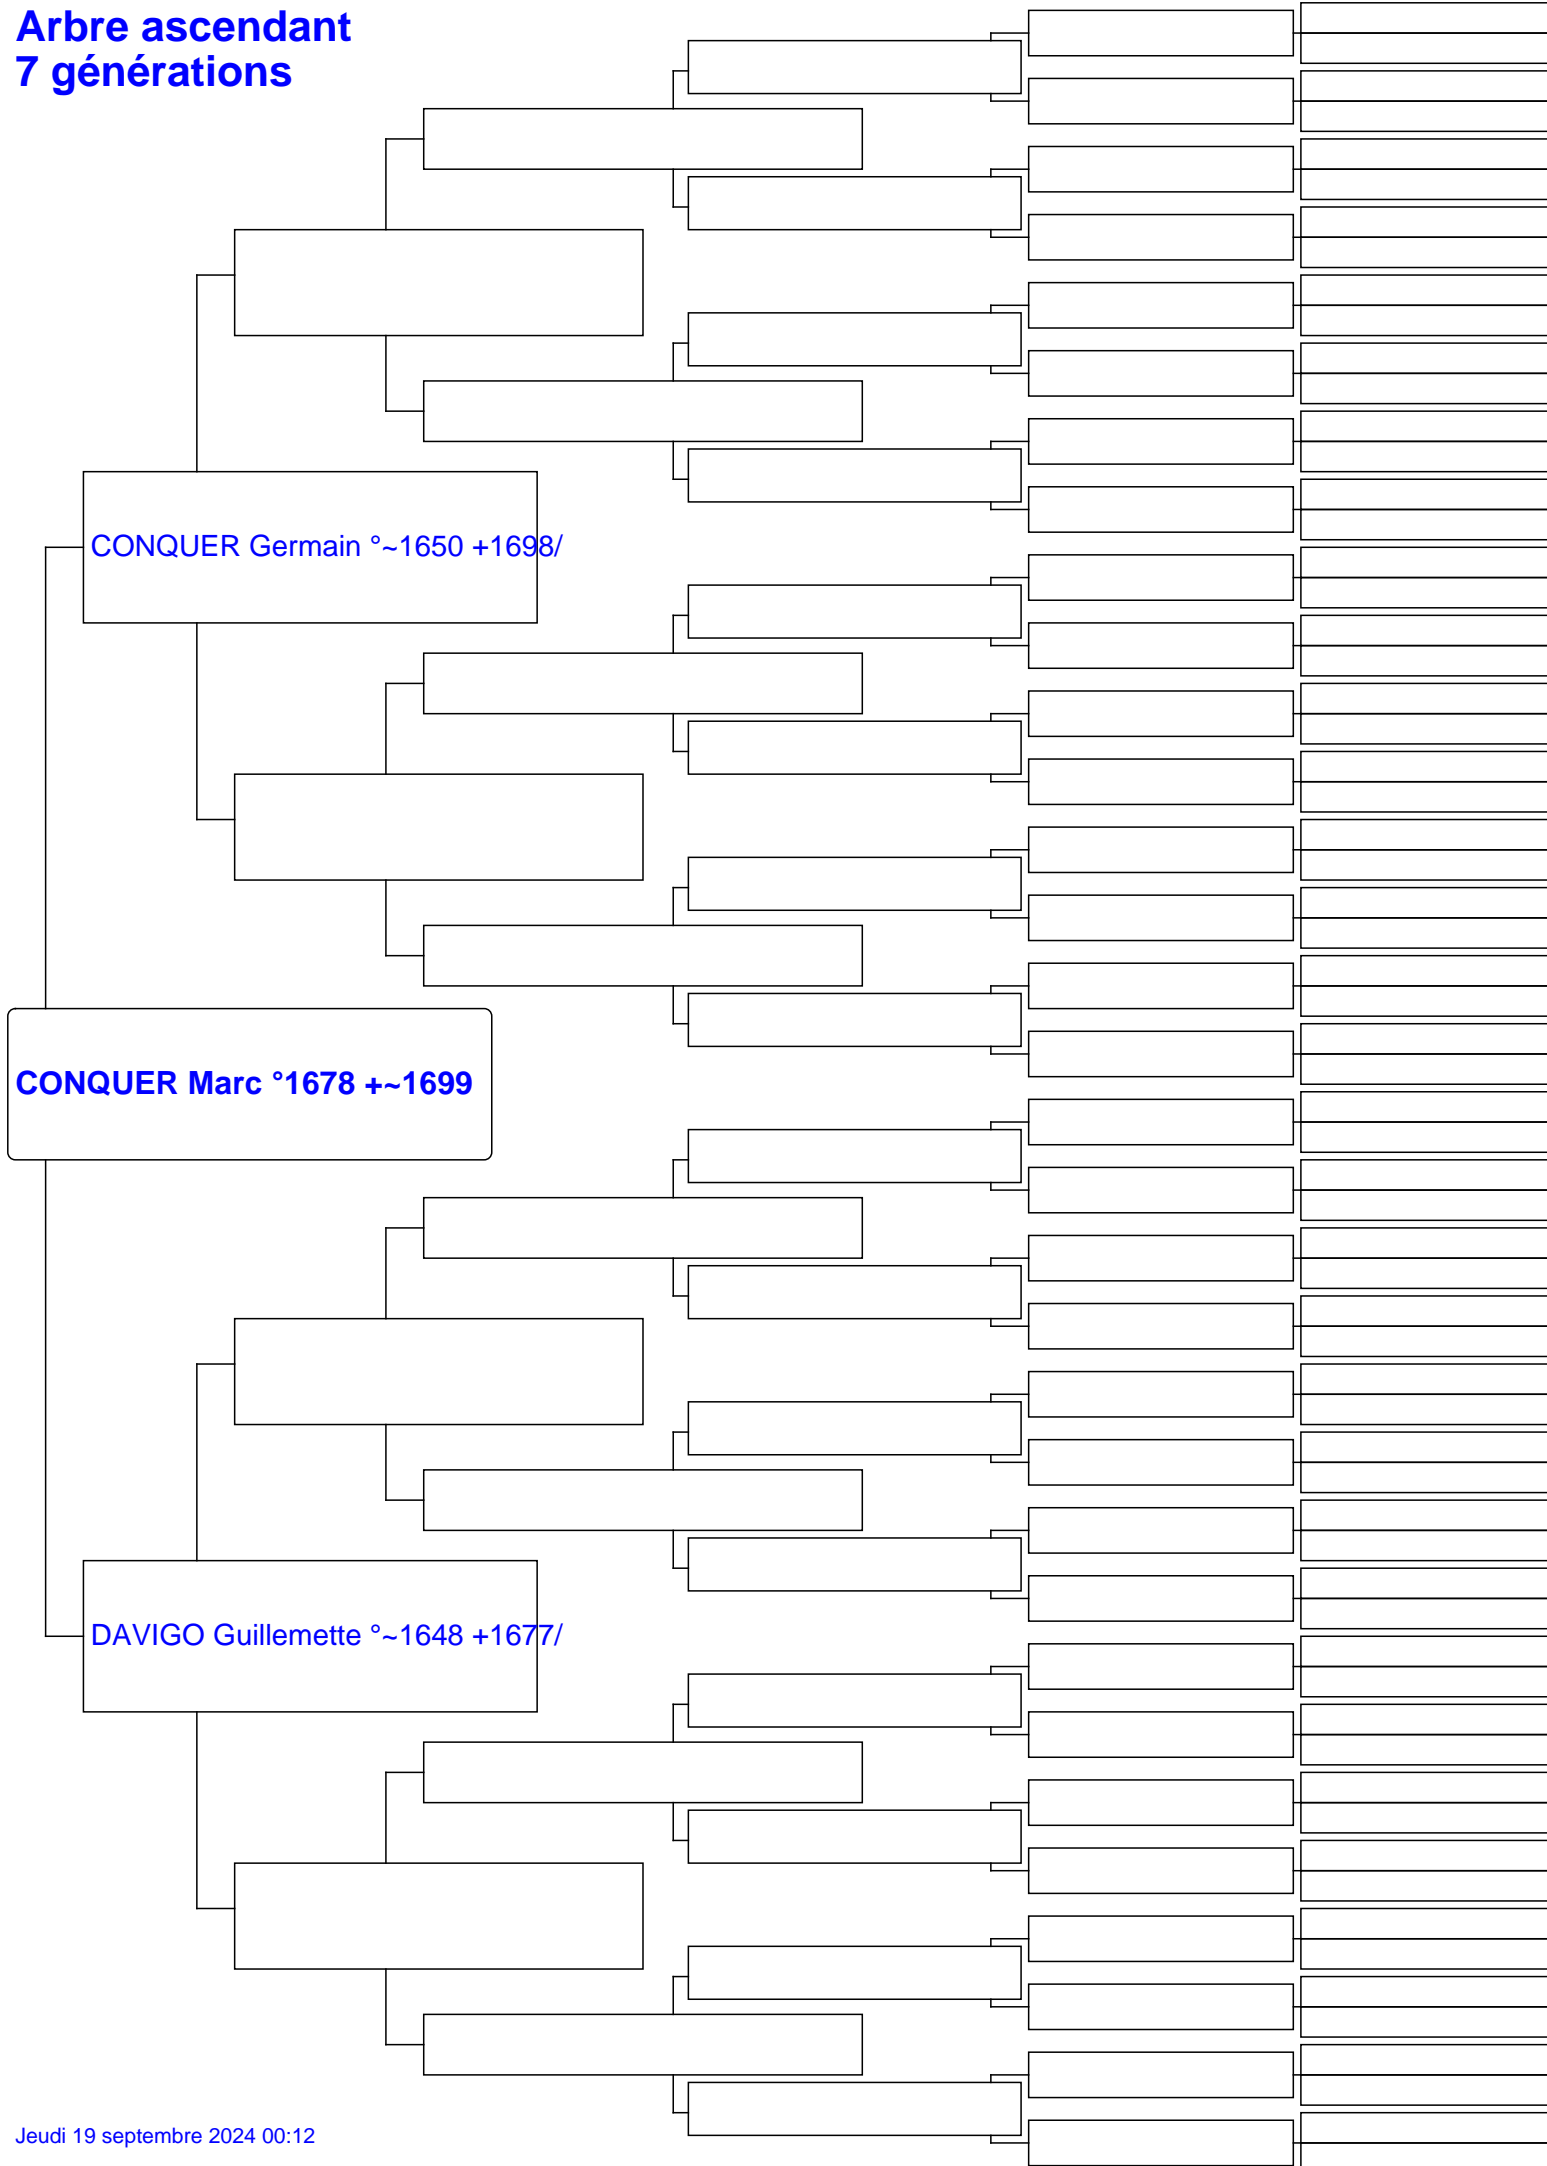 Arbre ascendant
7 générations
CONQUER Germain °~1650 +1698/
CONQUER Marc °1678 +~1699
DAVIGO Guillemette °~1648 +1677/
Jeudi 19 septembre 2024 00:12